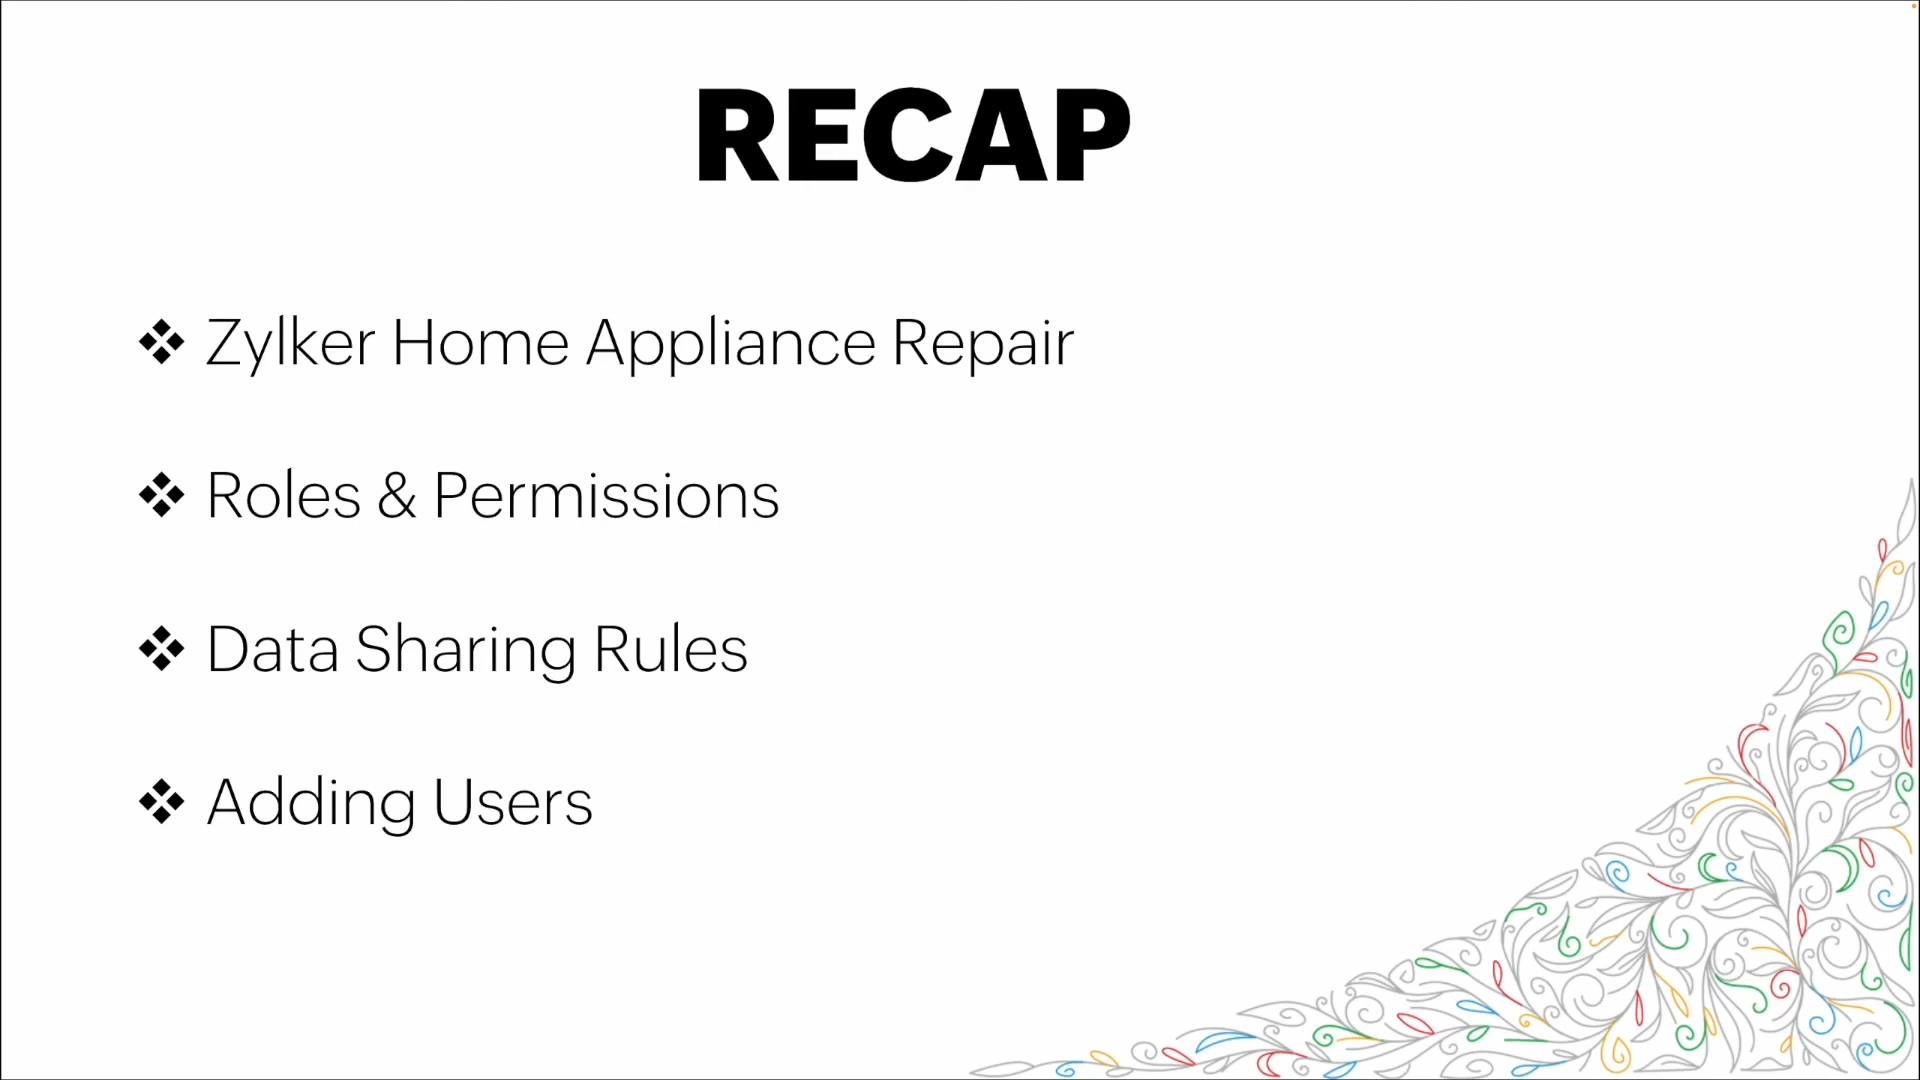 RECAP
❖ Zylker Home Appliance Repair
❖ Roles & Permissions
❖ Data Sharing Rules
❖ Adding Users